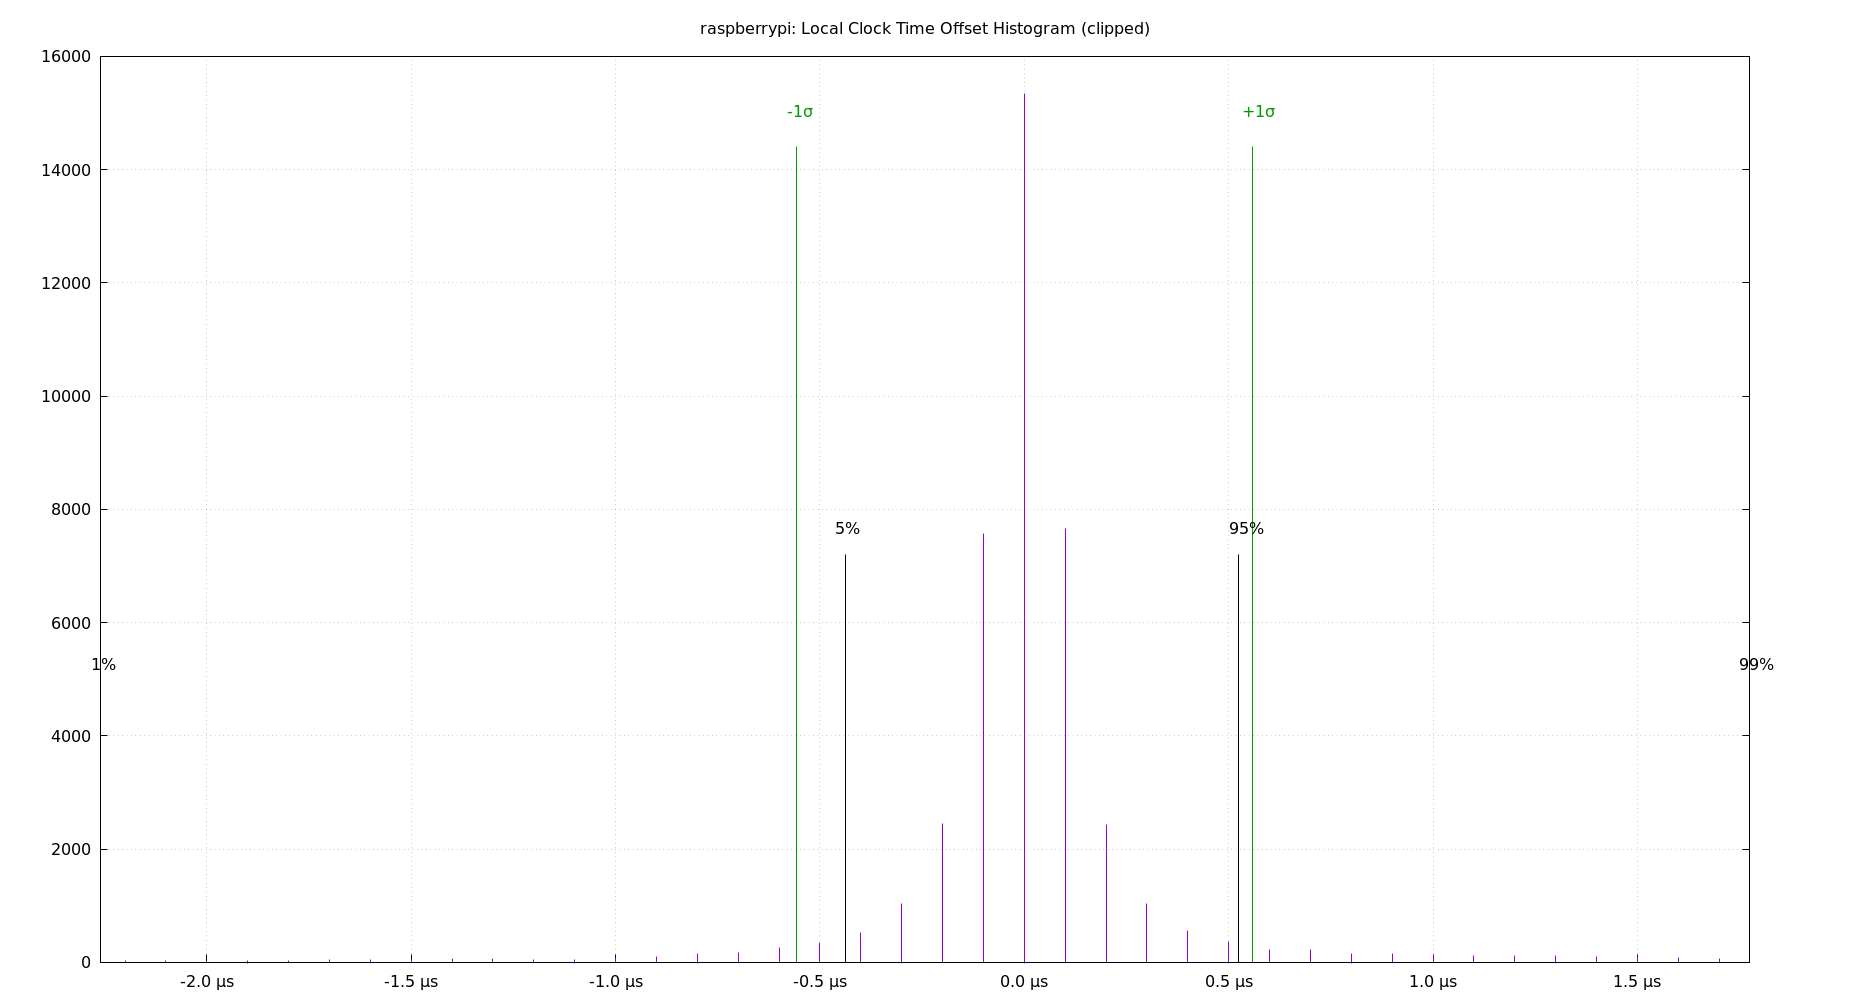 raspberrypi: Local Clock Time Offset Histogram (clipped)
16000
-1σ
+1σ
14000
12000
10000
8000
5%
95%
6000
1%
99%
4000
2000
0
-2.0 µs
-1.5 µs
-1.0 µs
-0.5 µs
0.0 µs
0.5 µs
1.0 µs
1.5 µs